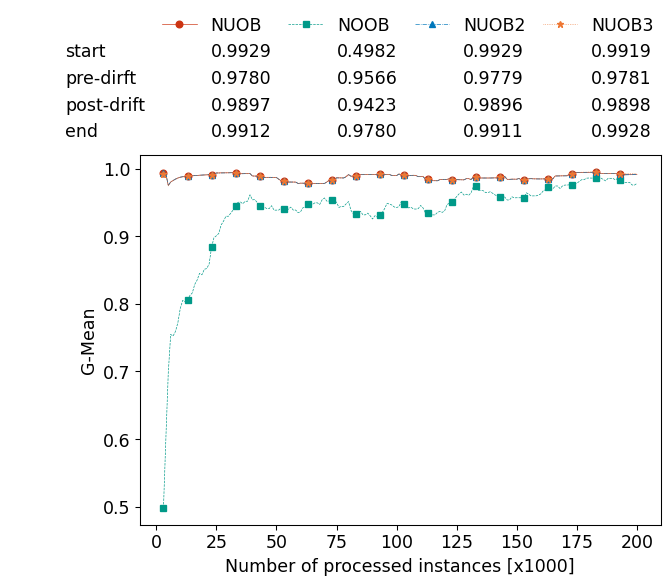 NUOB NOOB NUOB2 NUOB3
start 0.9929 0.4982 0.9929 0.9919
pre-dirft 0.9780 0.9566 0.9779 0.9781
post-drift 0.9897 0.9423 0.9896 0.9898
end 0.9912 0.9780 0.9911 0.9928
1.0
0.9
0.8
0.7
0.6
0.5
G-Mean
0 25 50 75 100 125 150 175 200
Number of processed instances [x1000]